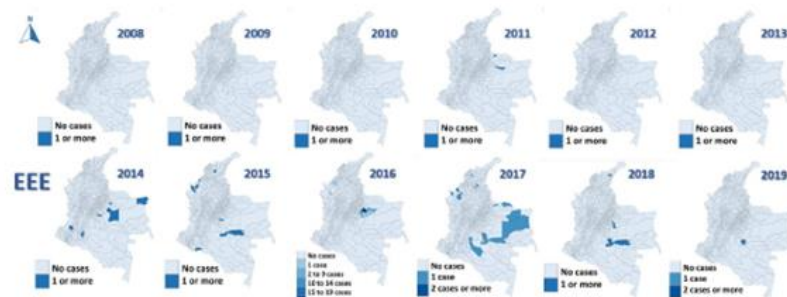 2008
No cases
1 or more
2009
No cases
1 or more
2010
No cases
1 or more
2011
No cases
1 or more
2012
No cases
1 or more
2013
No cases
1 or more
EEE
2014
No cases
1 or more
2015
No cases
1 or more
2016
No cases
1 case
2 to 9 cases
10 to 14 cases
15 to 19 cases
2017
No cases
1 case
2 cases or more
2018
No cases
1 or more
2019
No cases
1 case
2 cases or more